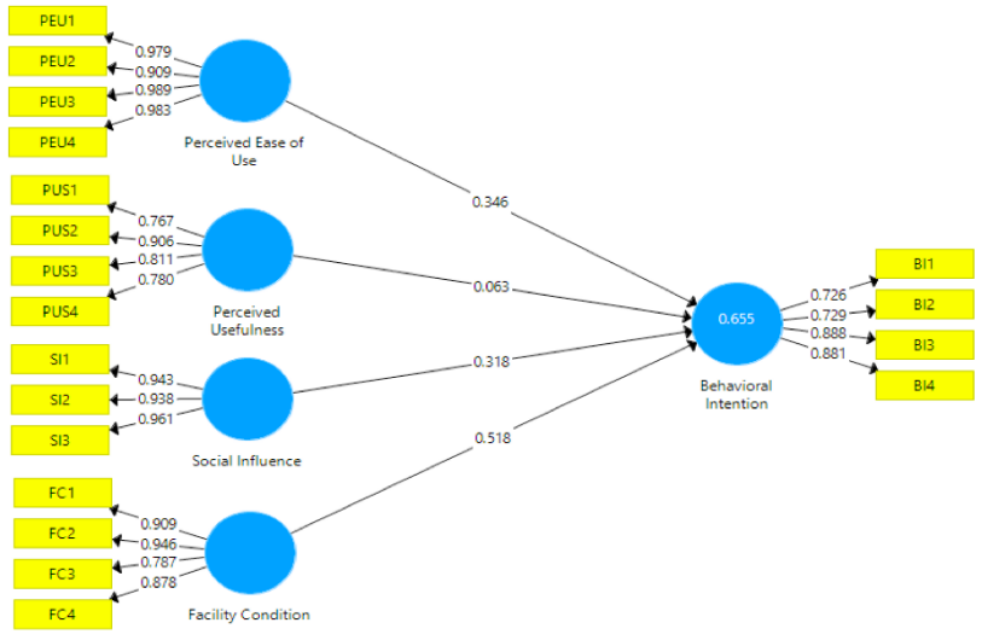 PEU1
PEU2
PEU3
PEU4
0.979
0.909
0.989
0.983
Perceived Ease of
Use
PUS1
PUS2
PUS3
PUS4
0.767
0.906
0.811
0.780
Perceived
Usefulness
SI1
SI2
SI3
0.943
0.938
0.961
Social Influence
FC1
FC2
FC3
FC4
0.909
0.946
0.787
0.878
Facility Condition
0.346
0.063
0.318
0.518
0.655
Behavioral
Intention
0.726
0.729
0.888
0.881
BI1
BI2
BI3
BI4